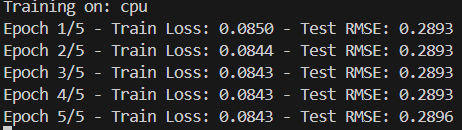 Training on: cpu
Epoch 1/5 - Train Loss: 0.0850 - Test RMSE: 0.2893
Epoch 2/5 - Train Loss: 0.0844 - Test RMSE: 0.2893
Epoch 3/5 - Train Loss: 0.0843 - Test RMSE: 0.2893
Epoch 4/5 - Train Loss: 0.0843 - Test RMSE: 0.2893
Epoch 5/5 - Train Loss: 0.0843 - Test RMSE: 0.2896